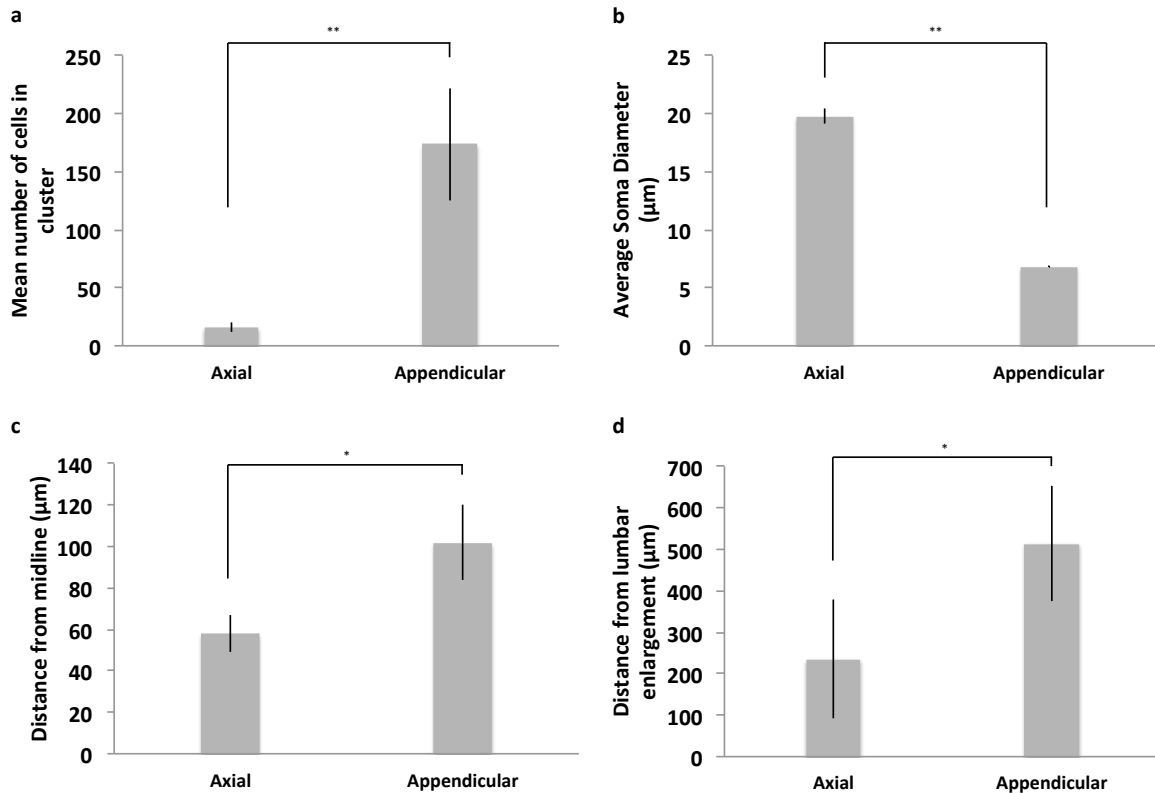 a
**
250
200
150
100
50
0
Mean number of cells in
cluster
Axial Appendicular
b
**
25
20
15
10
5
0
Average Soma Diameter
(μm)
Axial Appendicular
c
*
140
120
100
80
60
40
20
0
Distance from midline (μm)
Axial Appendicular
d
*
700
600
500
400
300
200
100
0
Distance from lumbar
enlargement (μm)
Axial Appendicular